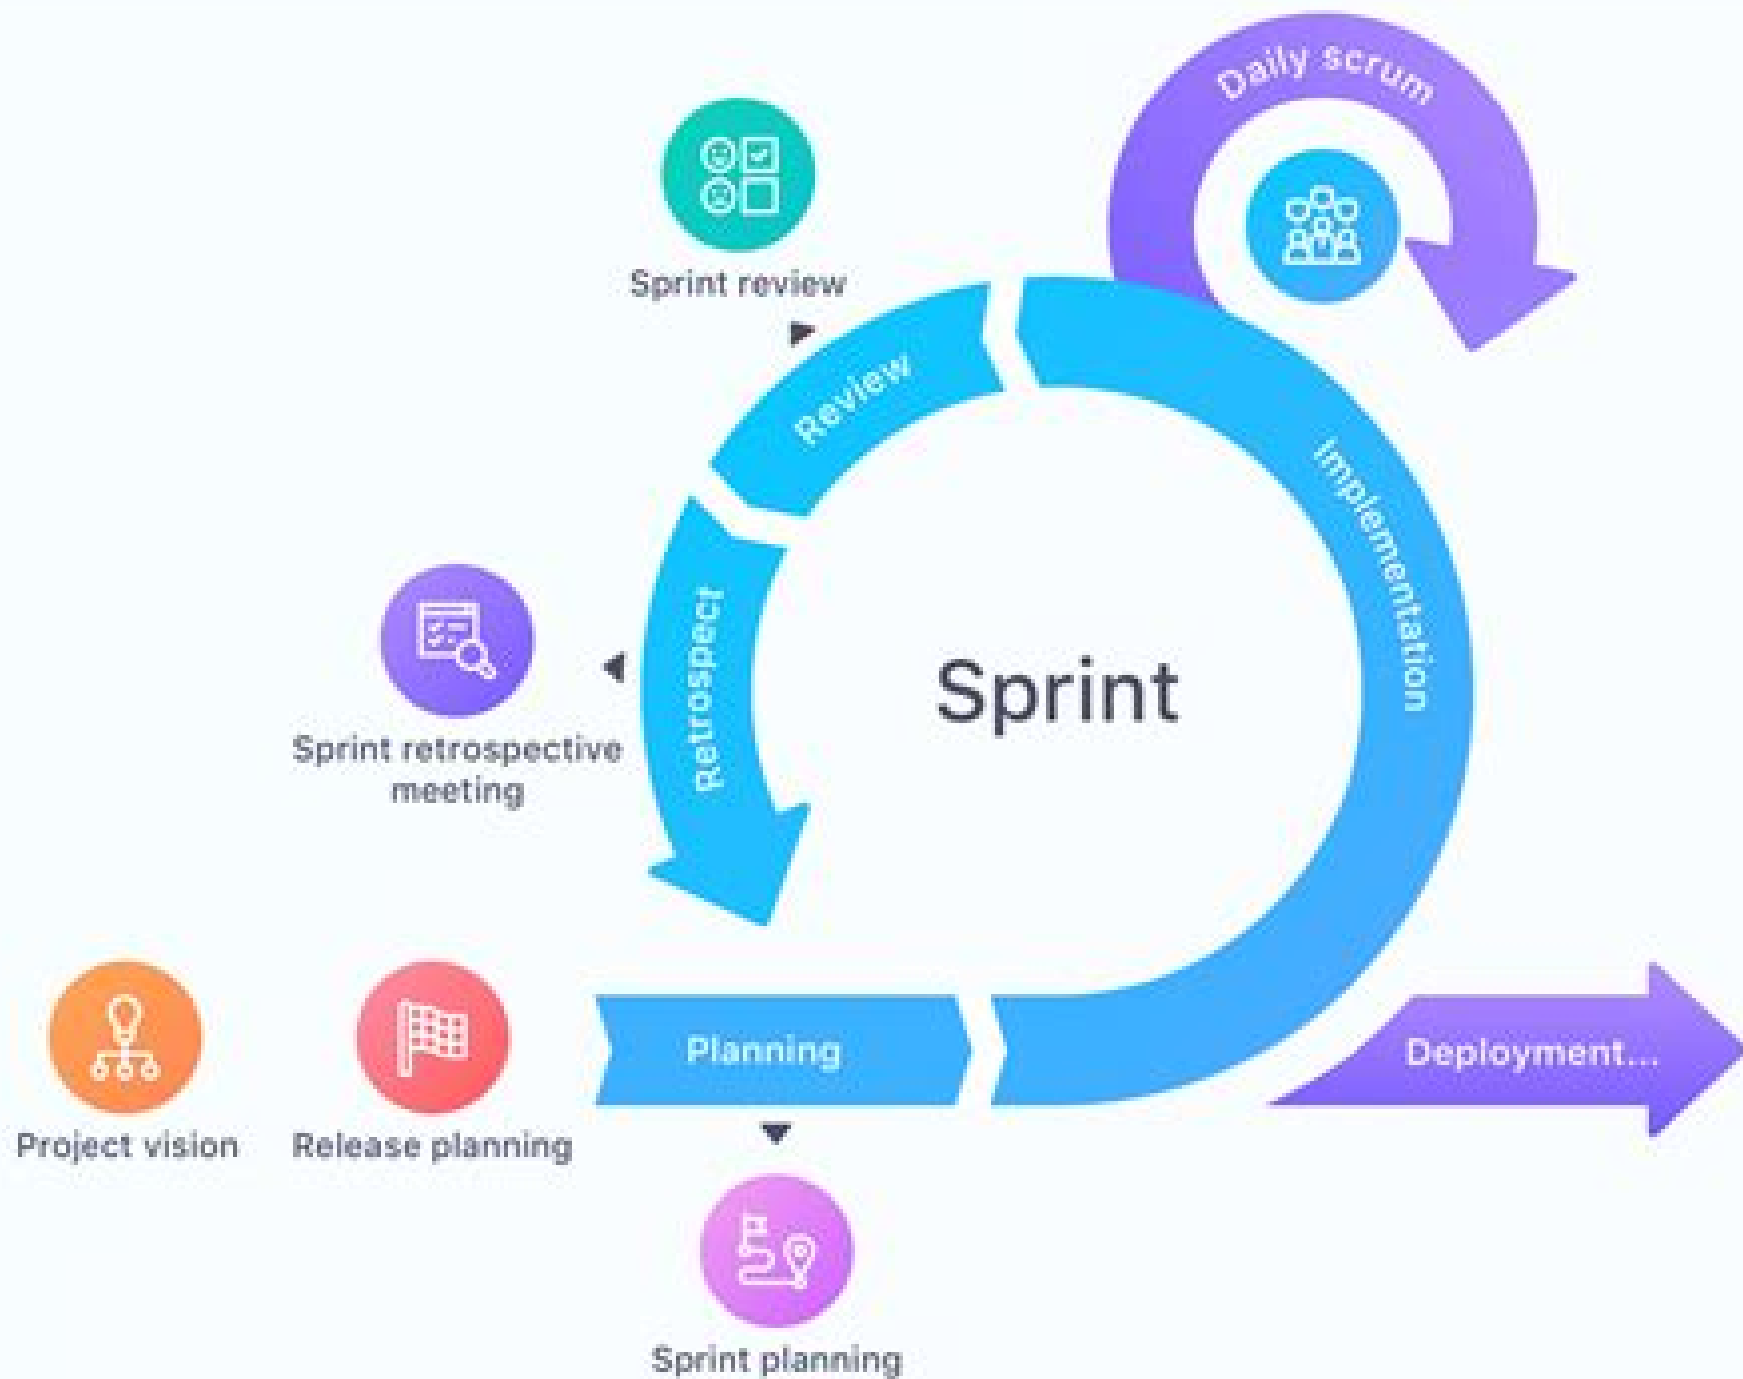 Daily scrum
Sprint review
Review
Implementation
Retrospect
Sprint
Sprint retrospective
meeting
Planning
Deployment...
Project vision
Release planning
Sprint planning